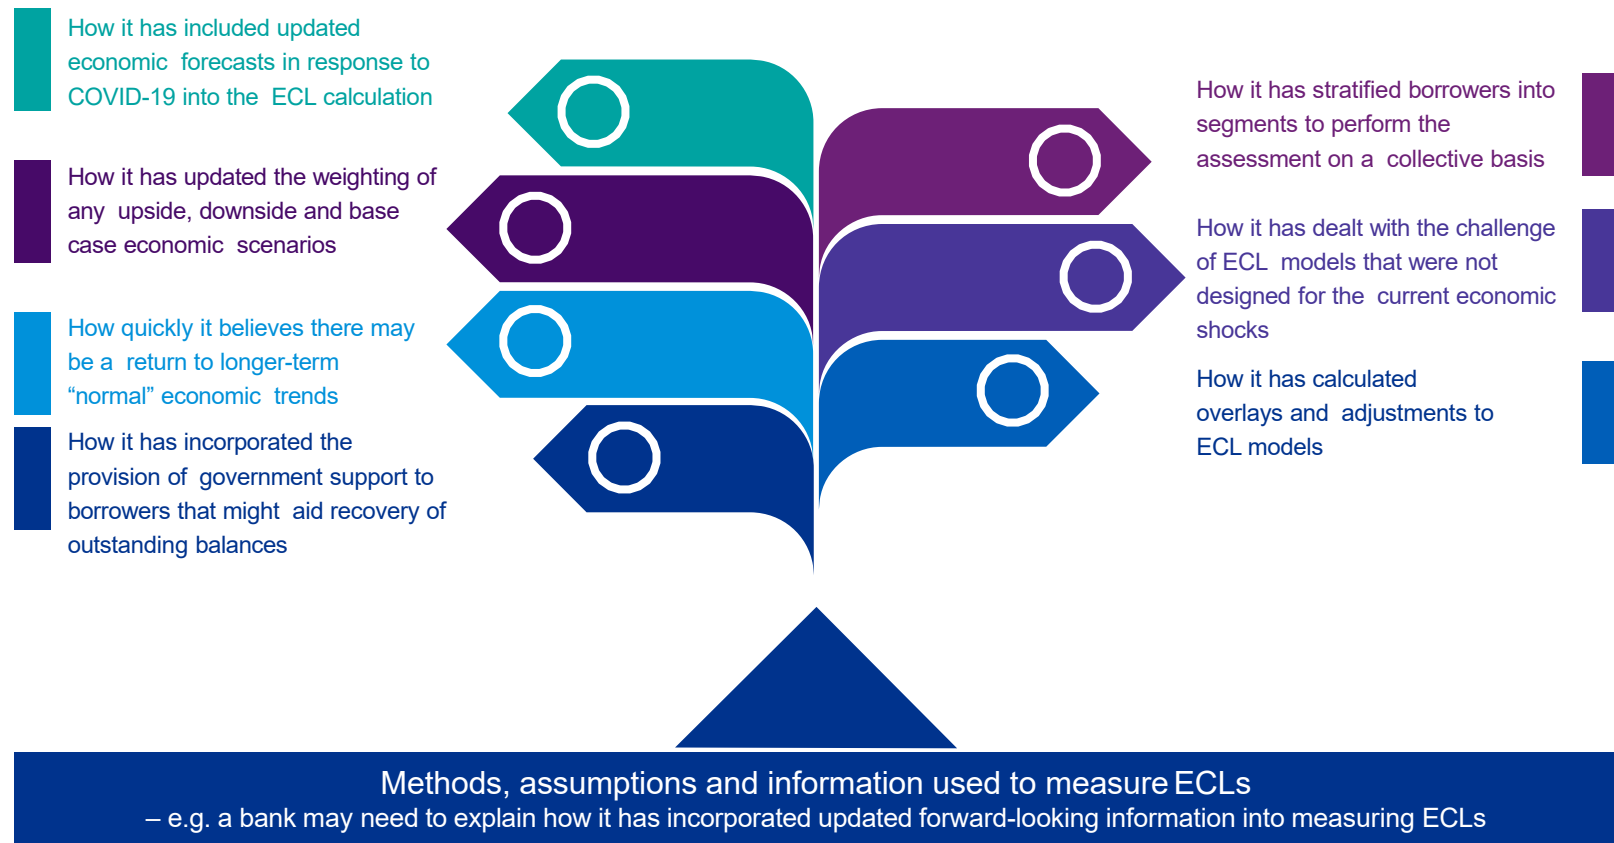 How it has included updated
economic forecasts in response to
COVID-19 into the ECL calculation
How it has updated the weighting of
any upside, downside and base
case economic scenarios
How quickly it believes there may
be a return to longer-term
“normal” economic trends
How it has incorporated the
provision of government support to
borrowers that might aid recovery of
outstanding balances
How it has stratified borrowers into
segments to perform the
assessment on a collective basis
How it has dealt with the challenge
of ECL models that were not
designed for the current economic
shocks
How it has calculated
overlays and adjustments to
ECL models
Methods, assumptions and information used to measure ECLs
– e.g. a bank may need to explain how it has incorporated updated forward-looking information into measuring ECLs